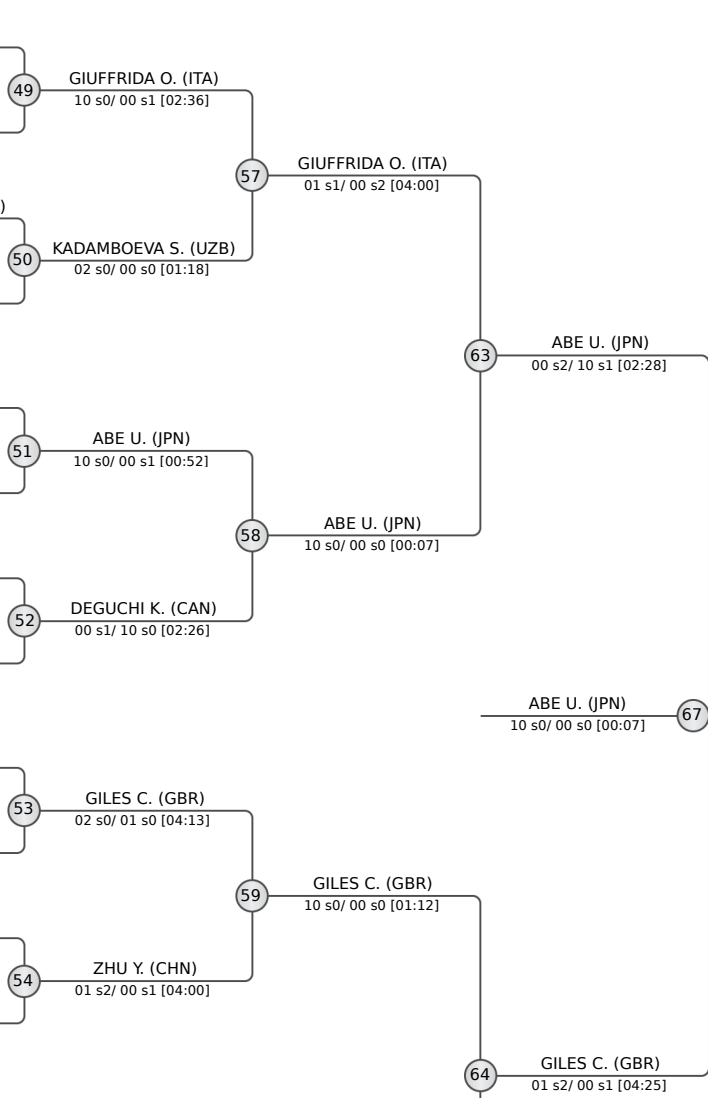 49
GIUFFRIDA O. (ITA)
10 s0/ 00 s1 [02:36]
57
GIUFFRIDA O. (ITA)
01 s1/ 00 s2 [04:00]
)
50
KADAMBOEVA S. (UZB)
02 s0/ 00 s0 [01:18]
63
ABE U. (JPN)
00 s2/ 10 s1 [02:28]
51
ABE U. (JPN)
10 s0/ 00 s1 [00:52]
58
ABE U. (JPN)
10 s0/ 00 s0 [00:07]
52
DEGUCHI K. (CAN)
00 s1/ 10 s0 [02:26]
ABE U. (JPN)
10 s0/ 00 s0 [00:07]
67
53
GILES C. (GBR)
02 s0/ 01 s0 [04:13]
59
GILES C. (GBR)
10 s0/ 00 s0 [01:12]
54
ZHU Y. (CHN)
01 s2/ 00 s1 [04:00]
64
GILES C. (GBR)
01 s2/ 00 s1 [04:25]